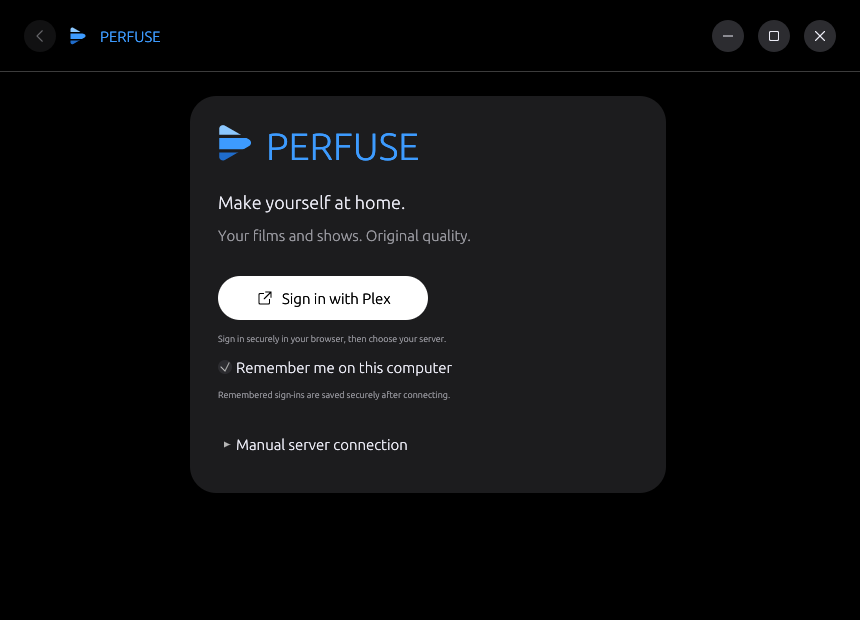 PERFUSE
PERFUSE
Make yourself at home.
Your films and shows. Original quality.
Sign in with Plex
Sign in securely in your browser, then choose your server.
Remember me on this computer
Remembered sign-ins are saved securely after connecting.
Manual server connection